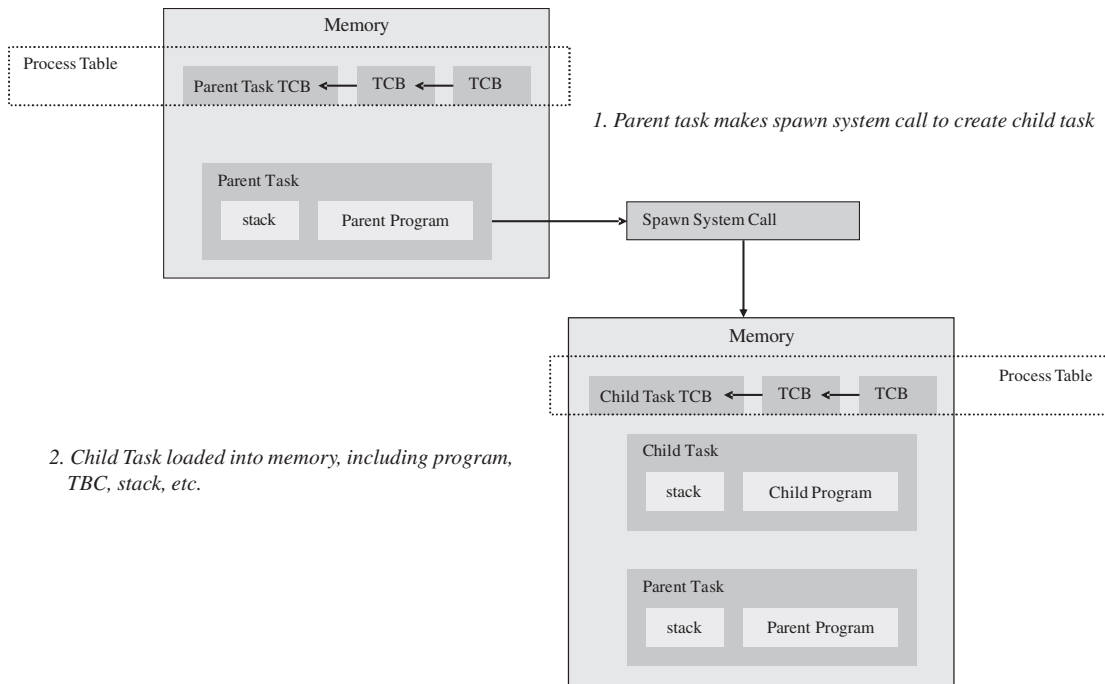 Memory
Process Table
Parent Task TCB
TCB
TCB
1. Parent task makes spawn system call to create child task
Parent Task
stack
Parent Program
Spawn System Call
Memory
Process Table
Child Task TCB
TCB
TCB
2. Child Task loaded into memory, including program,
TBC, stack, etc.
Child Task
stack
Child Program
Parent Task
stack
Parent Program